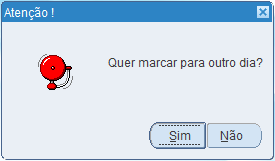 Atenção !
Quer marcar para outro dia?
Sim Não